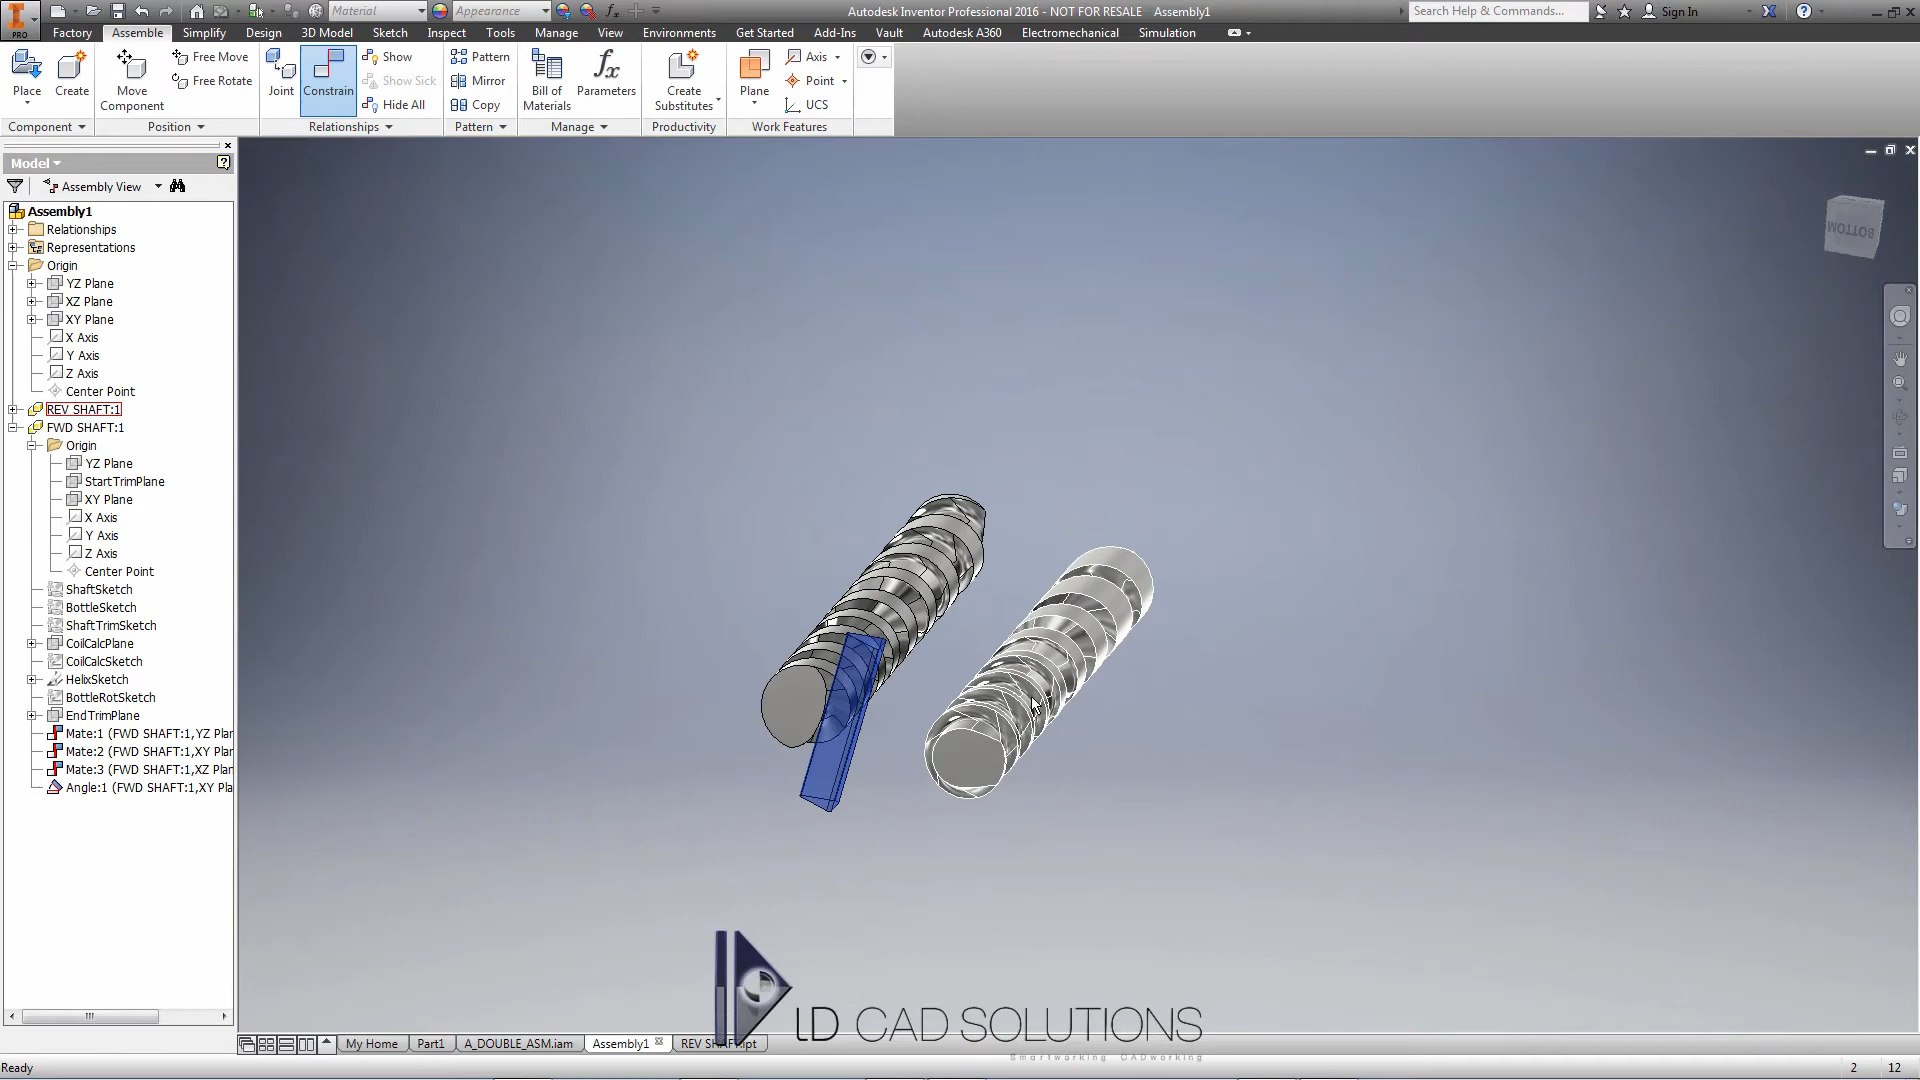 Material
Appearance
Autodesk Inventor Professional 2016 - NOT FOR RESALE Assembly1
Search Help & Commands...
Sign In
PRO
Factory
Assemble
Simplify
Design
3D Model
Sketch
Inspect
Tools
Manage
View
Environments
Get Started
Add-Ins
Vault
Autodesk A360
Electromechanical
Simulation
Place
Create
Move
Component
Free Move
Free Rotate
Joint
Constrain
Show
Show Sick
Hide All
Pattern
Mirror
Copy
Bill of
Materials
Parameters
Create
Substitutes
Plane
Axis
Point
UCS
Component
Position
Relationships
Pattern
Manage
Productivity
Work Features
Model
Assembly View
Assembly1
Relationships
Representations
Origin
YZ Plane
XZ Plane
XY Plane
X Axis
Y Axis
Z Axis
Center Point
REV SHAFT:1
FWD SHAFT:1
Origin
YZ Plane
StartTrimPlane
XY Plane
X Axis
Y Axis
Z Axis
Center Point
ShaftSketch
BottleSketch
ShaftTrimSketch
CoilCalcPlane
CoilCalcSketch
HelixSketch
BottleRotSketch
EndTrimPlane
Mate:1 (FWD SHAFT:1,YZ Plar
Mate:2 (FWD SHAFT:1,XY Plar
Mate:3 (FWD SHAFT:1,XZ Plar
Angle:1 (FWD SHAFT:1,XY Pla
BOTTOM
LD CAD SOLUTIONS
Smartworking CADworking
My Home
Part1
A_DOUBLE_ASM.iam
Assembly1
REV SHAFT.ipt
Ready
2
12